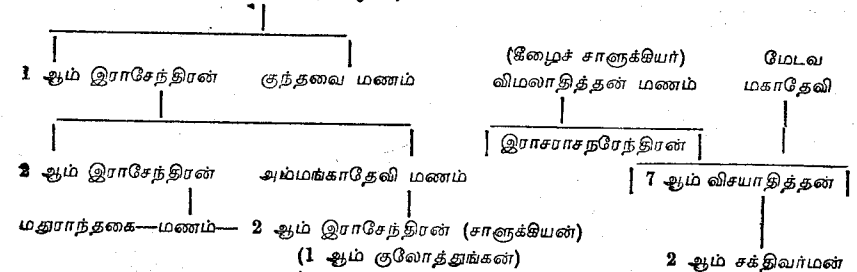 (கீழைச் சாளுக்கியர்) மேடவ
1 ஆம் இராசேந்திரன் குந்தவை மணம் விமலாதித்தன் மணம் மகாதேவி
இராசராசநரேந்திரன்
2 ஆம் இராசேந்திரன் அம்மங்காதேவி மணம் 7 ஆம் விசயாதித்தன்
மதுராந்தகை—மணம்— 2 ஆம் இராசேந்திரன் (சாளுக்கியன்)
(1 ஆம் குலோத்துங்கன்) 2 ஆம் சக்திவர்மன்